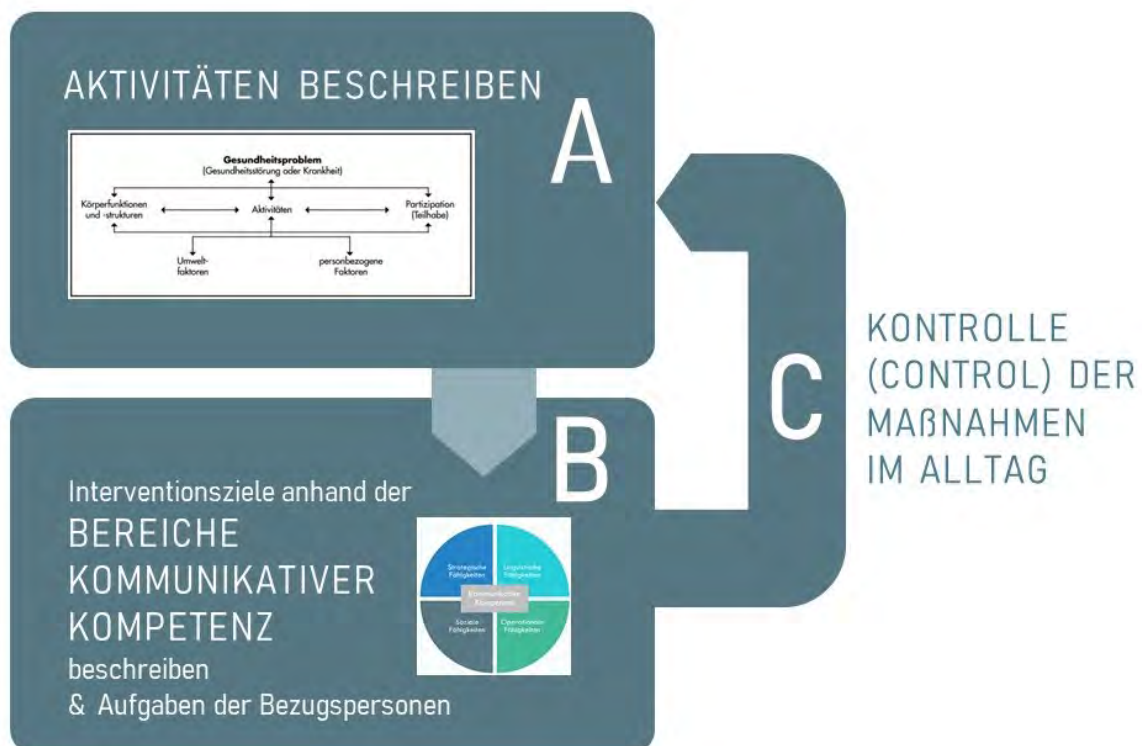 AKTIVITÄTEN BESCHREIBEN
A
Gesundheitsproblem
(Gesundheitsstörung oder Krankheit)
Körperfunktionen
und -strukturen
Aktivitäten
Partizipation
(Teilhabe)
Umwelt-
faktoren
personbezogene
Faktoren
B
Interventionsziele anhand der
BEREICHE
KOMMUNIKATIVER
KOMPETENZ
beschreiben
& Aufgaben der Bezugspersonen
Strategische
Fähigkeiten
Linguistische
Fähigkeiten
Kommunikative
Kompetenz
Soziale
Fähigkeiten
Operationale
Fähigkeiten
C
KONTROLLE
(CONTROL) DER
MAßNAHMEN
IM ALLTAG